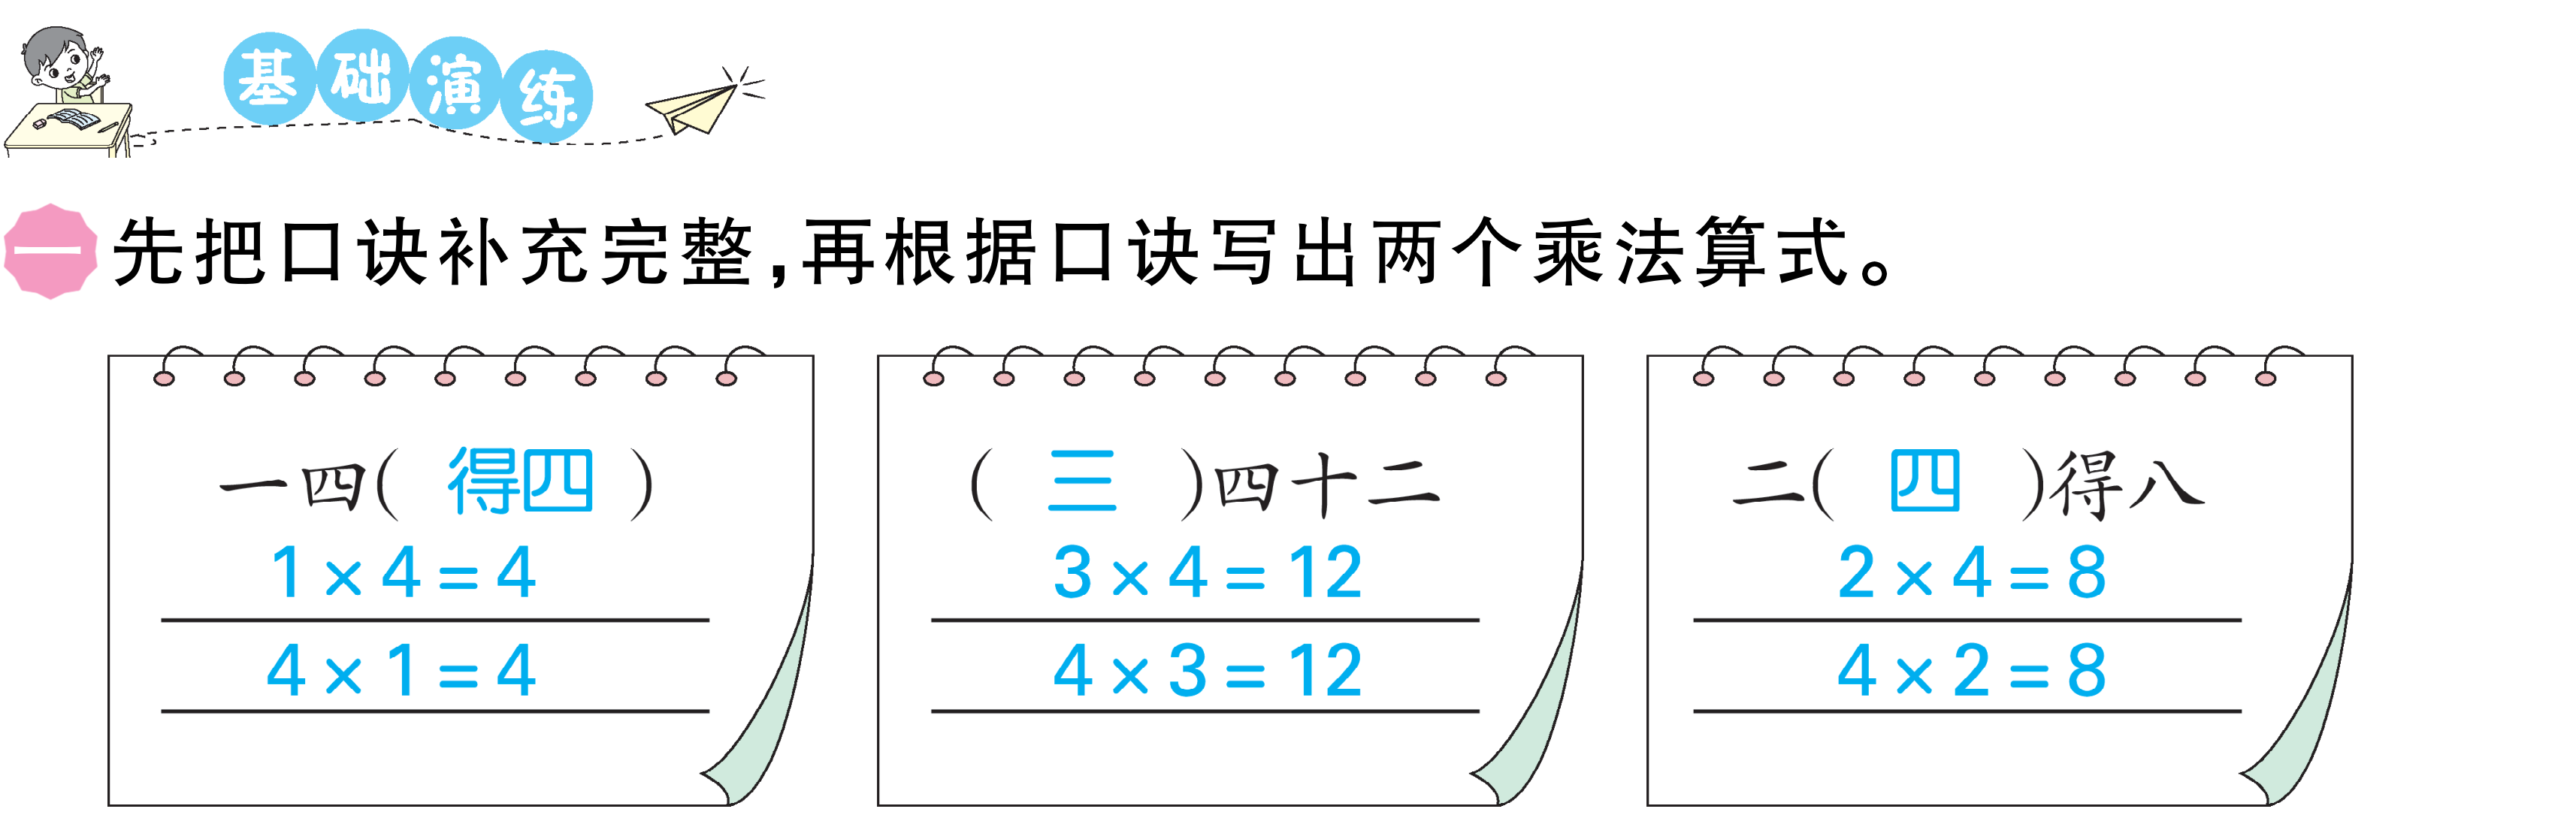 基础演练
一 先把口诀补充完整,再根据口诀写出两个乘法算式。
一四( 得四 )
1×4=4
4×1=4
( 三 )四十二
3×4=12
4×3=12
二( 四 )得八
2×4=8
4×2=8